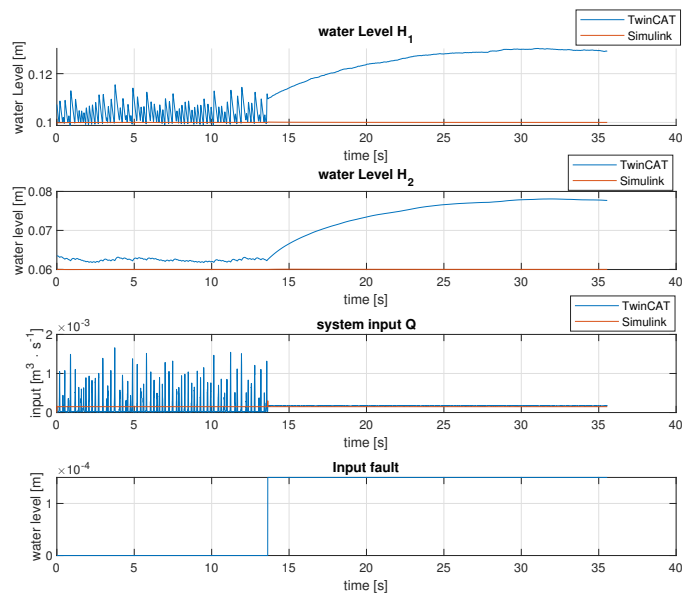 water Level H1
TwinCAT
Simulink
water Level [m]
0.12
0.1
0 5 10 15 20 25 30 35 40
time [s]
water Level H2
TwinCAT
Simulink
water level [m]
0.08
0.07
0.06
0 5 10 15 20 25 30 35 40
time [s]
system input Q
TwinCAT
Simulink
×10-3
input [m3 · s-1]
2
1
0
0 5 10 15 20 25 30 35 40
time [s]
Input fault
×10-4
water level [m]
1
0
0 5 10 15 20 25 30 35 40
time [s]